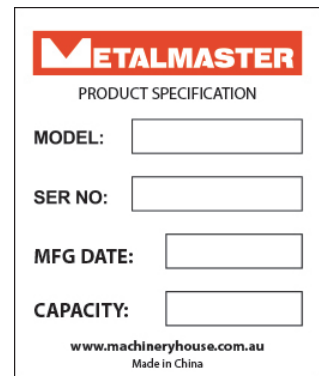 METALMASTER
PRODUCT SPECIFICATION
MODEL:
SER NO:
MFG DATE:
CAPACITY:
www.machineryhouse.com.au
Made in China